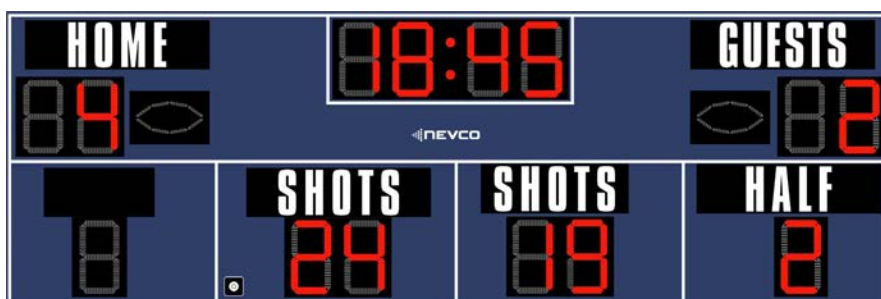 HOME 18:45 GUESTS
4 2
NEVCO
SHOTS SHOTS HALF
24 19 2